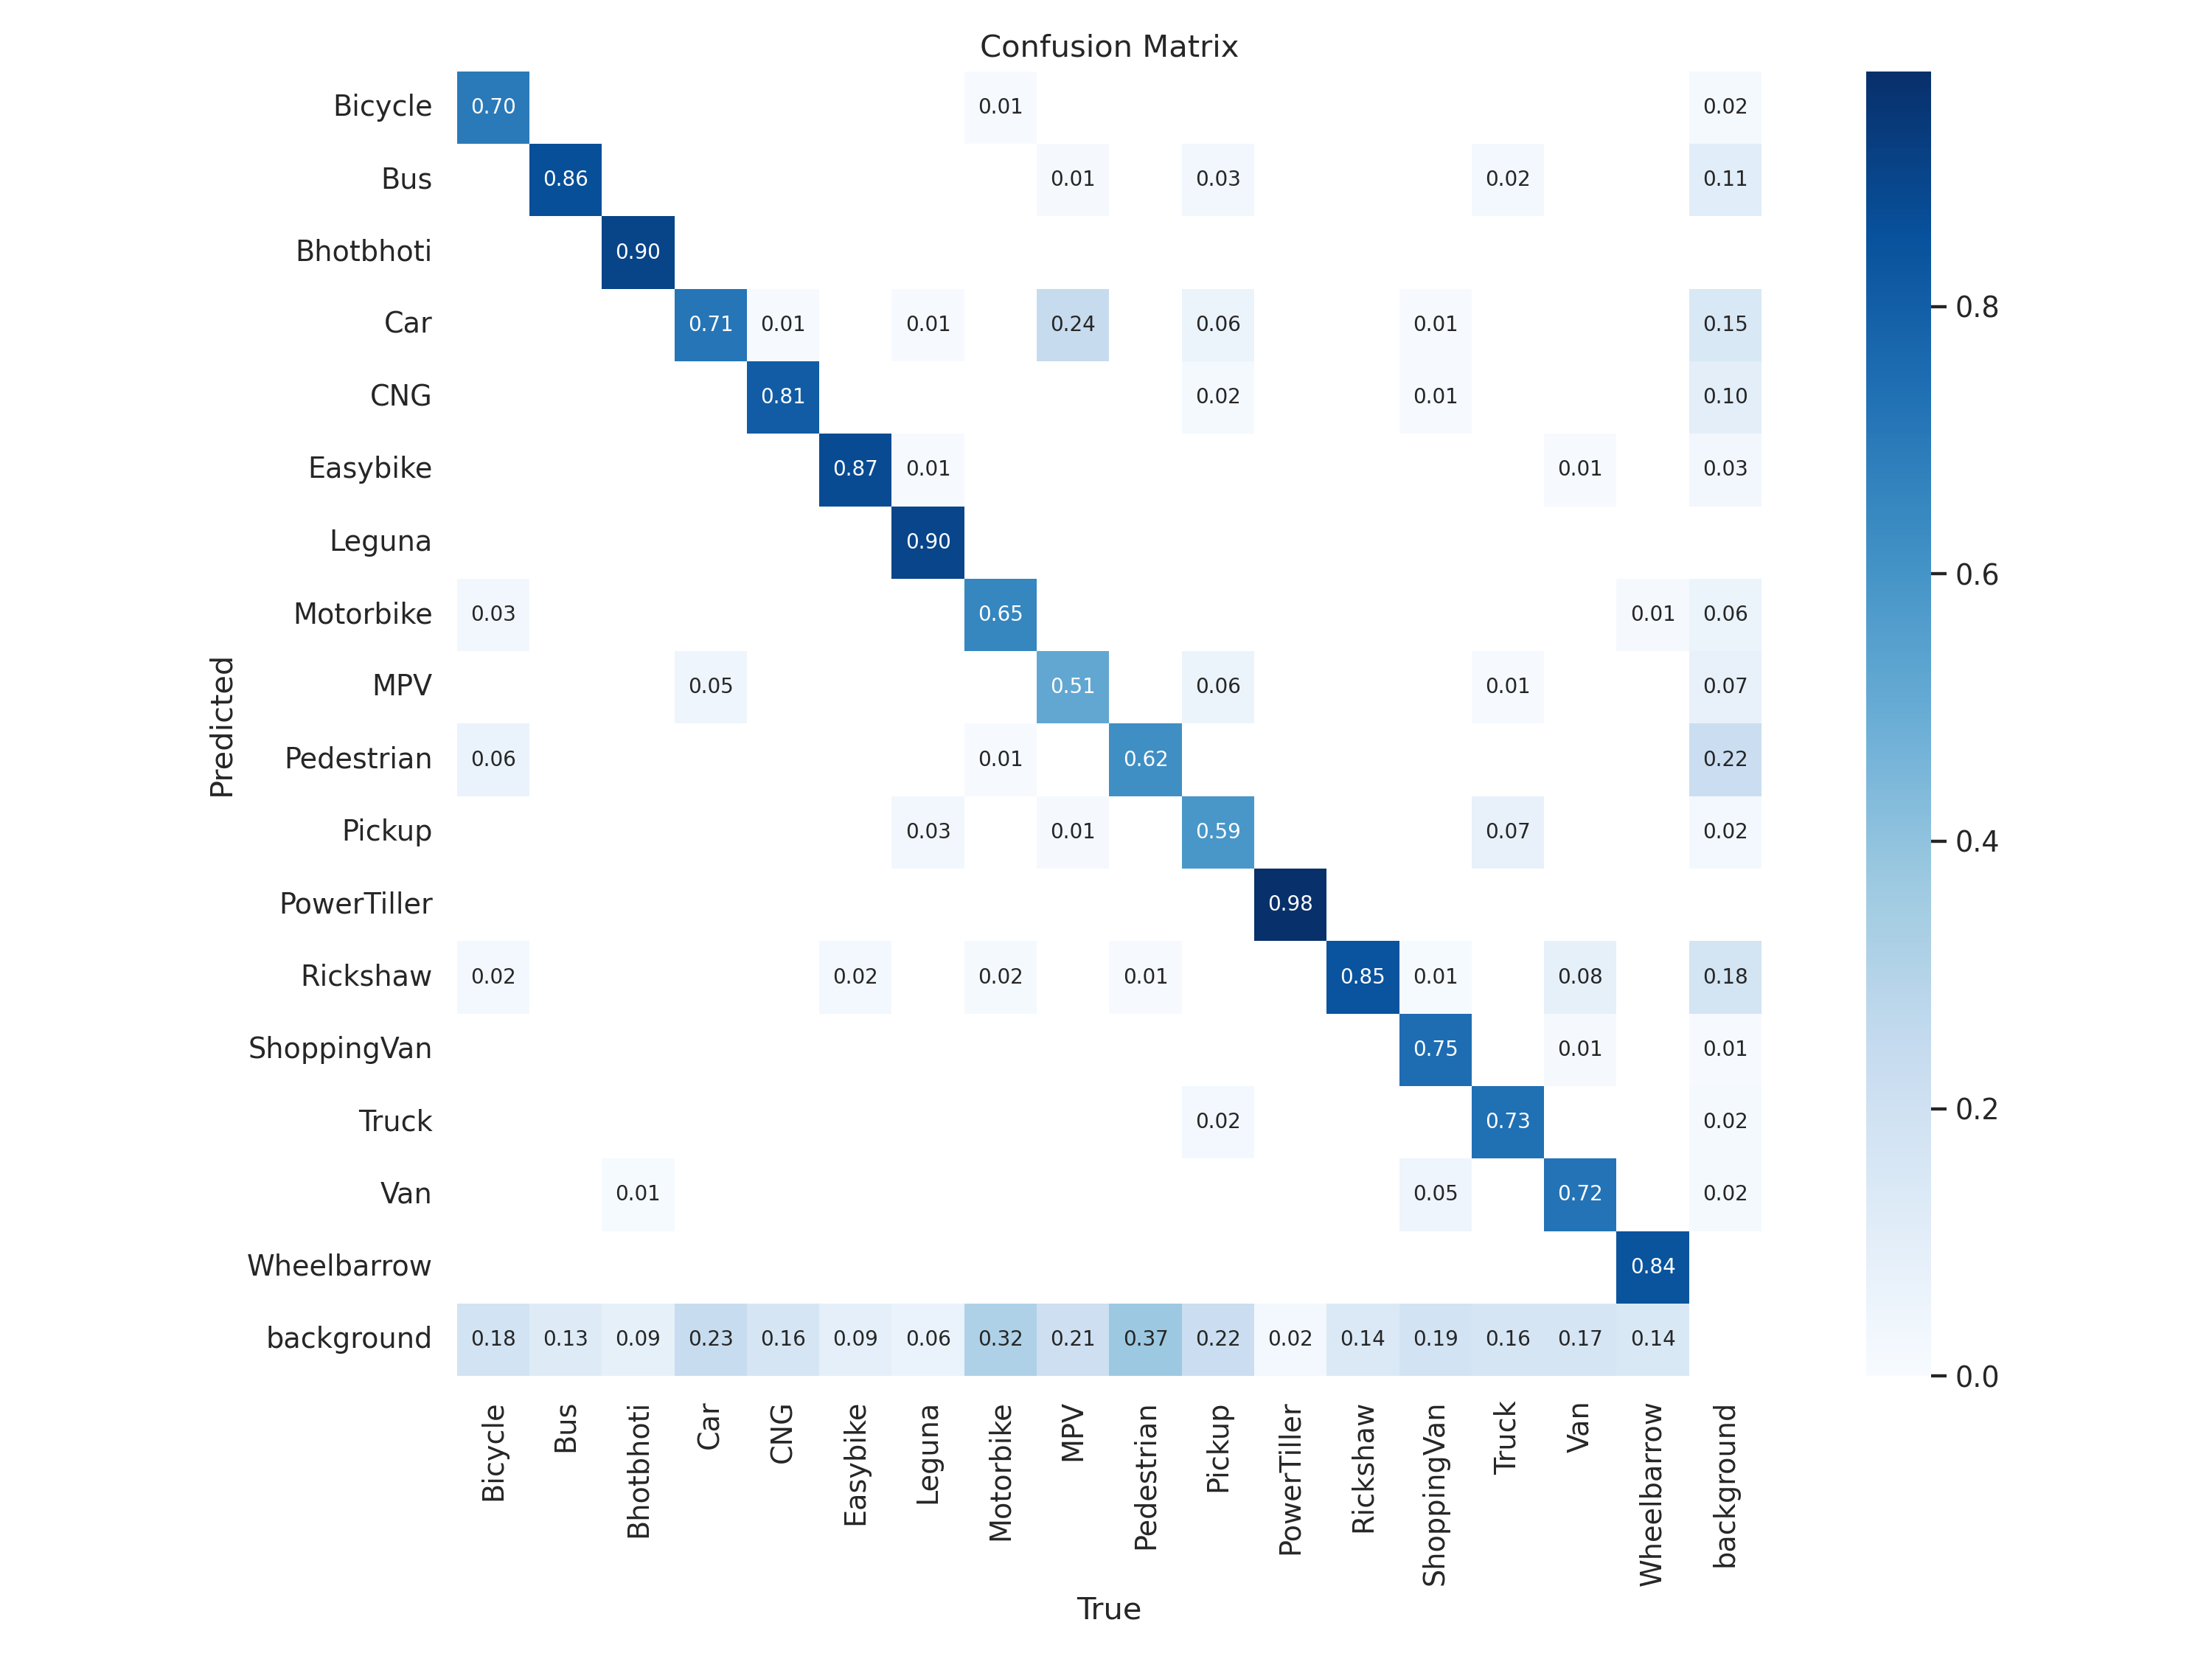 Confusion Matrix
Bicycle 0.70 0.01 0.02
Bus 0.86 0.01 0.03 0.02 0.11
Bhotbhoti 0.90
Car 0.71 0.01 0.01 0.24 0.06 0.01 0.15
0.8
CNG 0.81 0.02 0.01 0.10
Easybike 0.87 0.01 0.01 0.03
Leguna 0.90
0.6
Motorbike 0.03 0.65 0.01 0.06
MPV 0.05 0.51 0.06 0.01 0.07
Predicted
Pedestrian 0.06 0.01 0.62 0.22
Pickup 0.03 0.01 0.59 0.07 0.02
0.4
PowerTiller 0.98
Rickshaw 0.02 0.02 0.02 0.01 0.85 0.01 0.08 0.18
ShoppingVan 0.75 0.01 0.01
0.2
Truck 0.02 0.73 0.02
Van 0.01 0.05 0.72 0.02
Wheelbarrow 0.84
background 0.18 0.13 0.09 0.23 0.16 0.09 0.06 0.32 0.21 0.37 0.22 0.02 0.14 0.19 0.16 0.17 0.14
0.0
Bicycle Bus Bhotbhoti Car CNG Easybike Leguna Motorbike MPV Pedestrian Pickup PowerTiller Rickshaw ShoppingVan Truck Van Wheelbarrow background
True